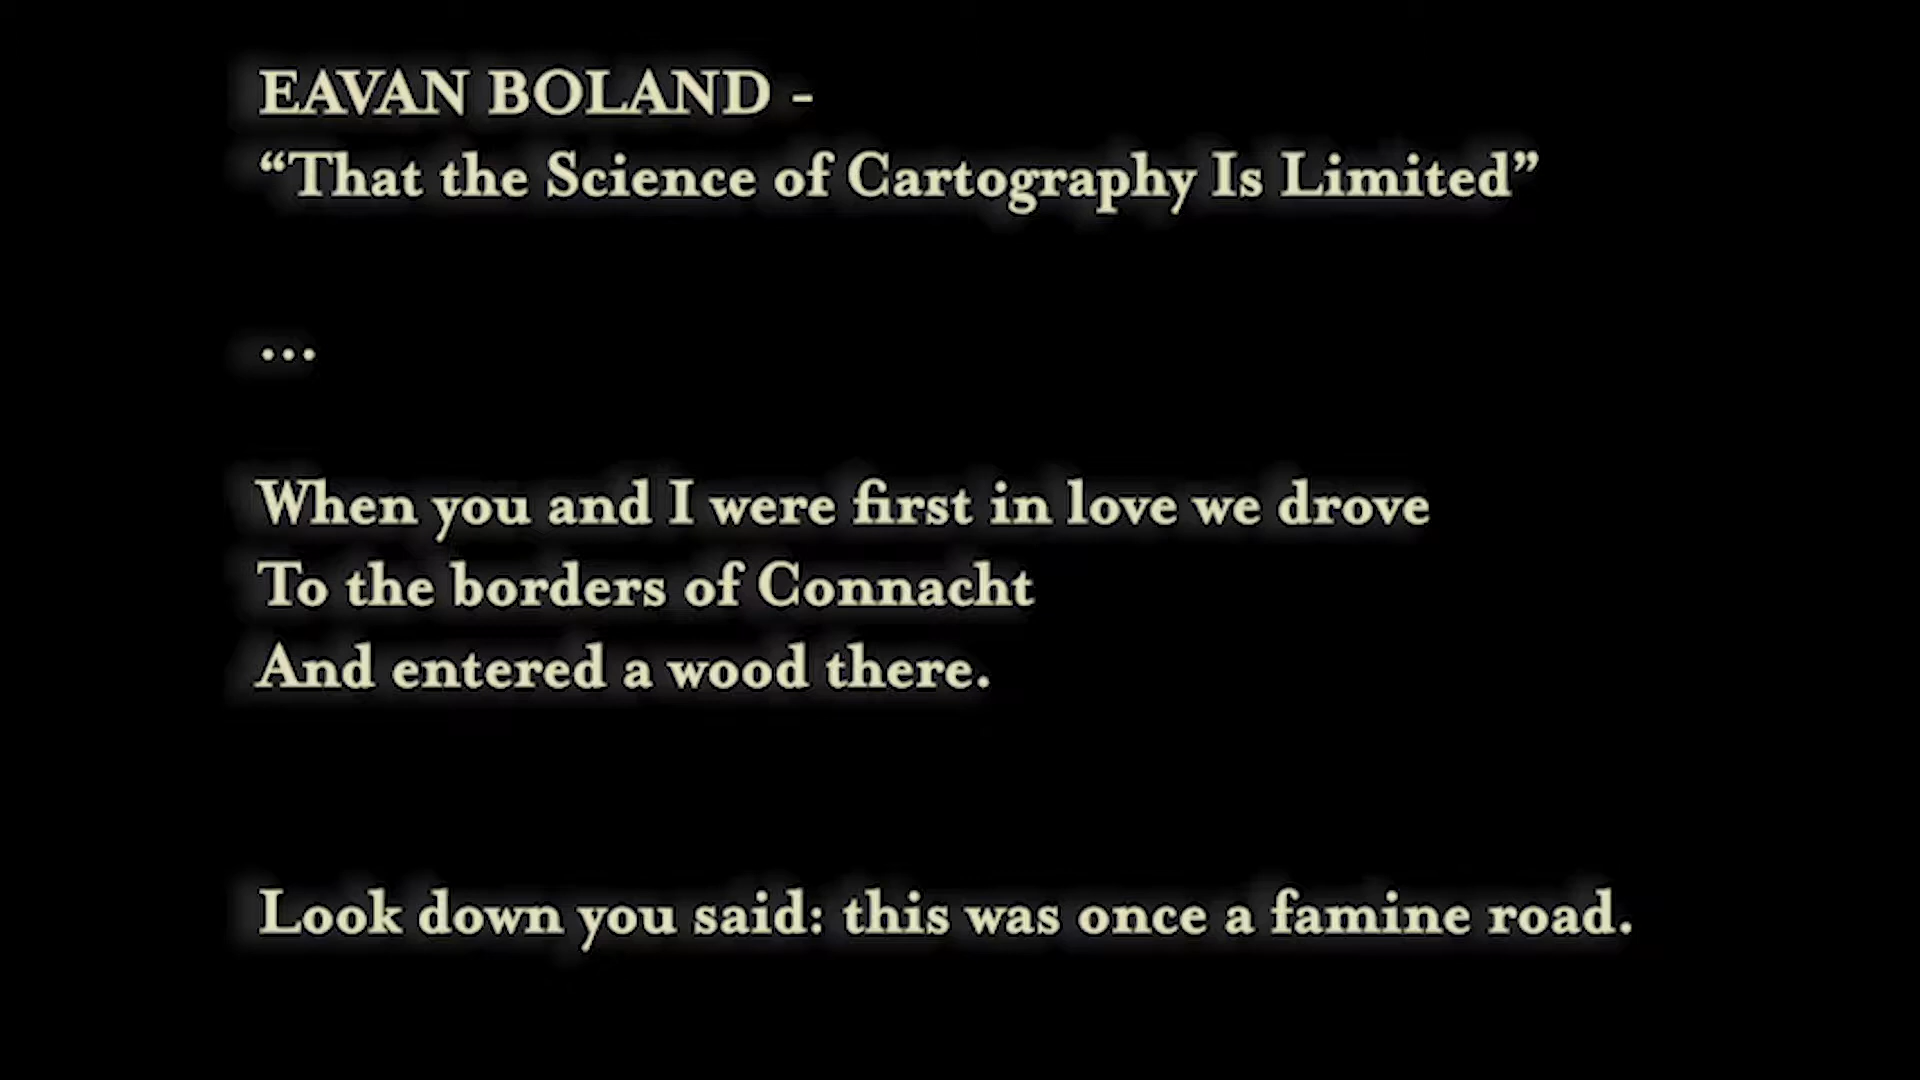 EAVAN BOLAND -
“That the Science of Cartography Is Limited”
...
When you and I were first in love we drove
To the borders of Connacht
And entered a wood there.
Look down you said: this was once a famine road.